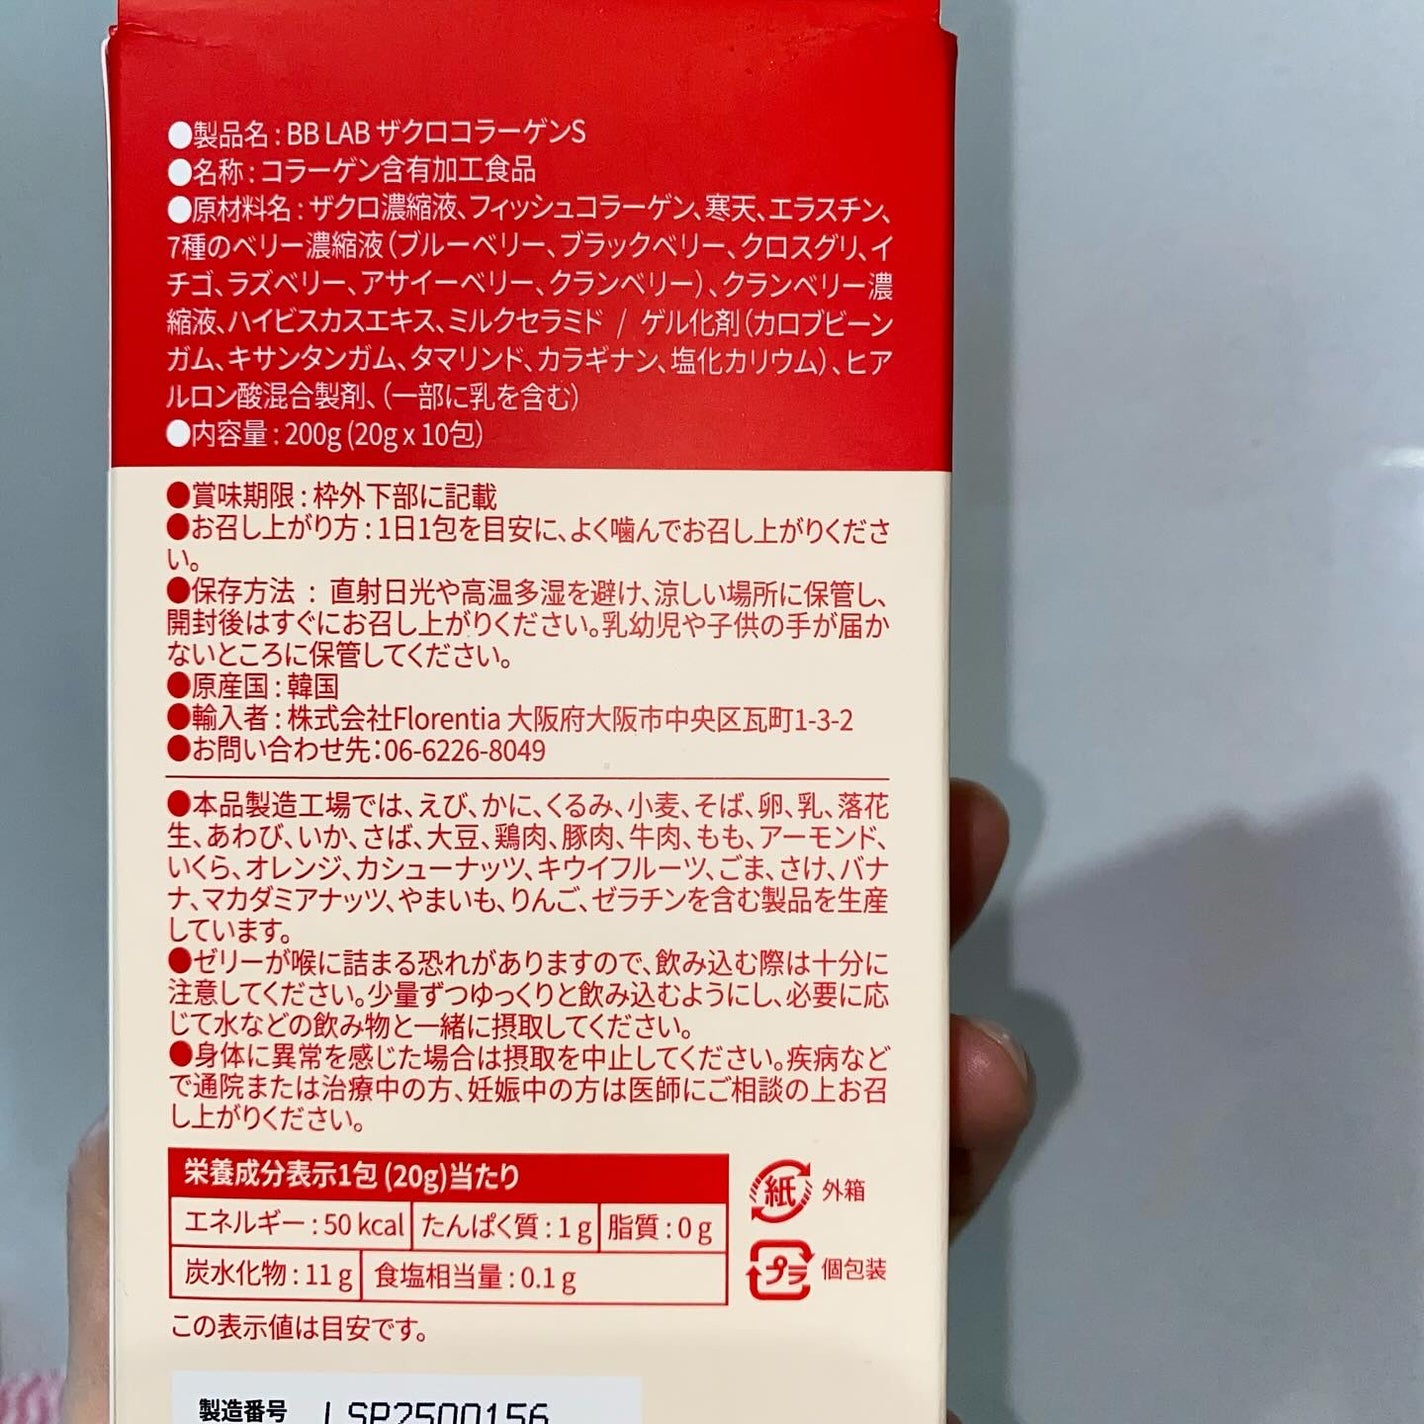 ●製品名 : BB LAB ザクロコラーゲンS
●名称 : コラーゲン含有加工食品
●原材料名 : ザクロ濃縮液、フィッシュコラーゲン、寒天、エラスチン、
7種のベリー濃縮液（ブルーベリー、ブラックベリー、クロスグリ、イ
チゴ、ラズベリー、アサイーベリー、クランベリー）、クランベリー濃
縮液、ハイビスカスエキス、ミルクセラミド / ゲル化剤（カロブビーン
ガム、キサンタンガム、タマリンド、カラギナン、塩化カリウム）、ヒア
ルロン酸混合製剤、（一部に乳を含む）
●内容量 : 200g (20g x 10包)
●賞味期限 : 枠外下部に記載
●お召し上がり方 : 1日1包を目安に、よく噛んでお召し上がりくださ
い。
●保存方法 : 直射日光や高温多湿を避け、涼しい場所に保管し、
開封後はすぐにお召し上がりください。乳幼児や子供の手が届か
ないところに保管してください。
●原産国 : 韓国
●輸入者 : 株式会社Florentia 大阪府大阪市中央区瓦町1-3-2
●お問い合わせ先：06-6226-8049
●本品製造工場では、えび、かに、くるみ、小麦、そば、卵、乳、落花
生、あわび、いか、さば、大豆、鶏肉、豚肉、牛肉、もも、アーモンド、
いくら、オレンジ、カシューナッツ、キウイフルーツ、ごま、さけ、バナ
ナ、マカダミアナッツ、やまいも、りんご、ゼラチンを含む製品を生産
しています。
●ゼリーが喉に詰まる恐れがありますので、飲み込む際は十分に
注意してください。少量ずつゆっくりと飲み込むようにし、必要に応
じて水などの飲み物と一緒に摂取してください。
●身体に異常を感じた場合は摂取を中止してください。疾病など
で通院または治療中の方、妊娠中の方は医師にご相談の上お召
し上がりください。
栄養成分表示1包 (20g)当たり
エネルギー : 50 kcal たんぱく質 : 1 g 脂質 : 0 g
炭水化物 : 11 g 食塩相当量 : 0.1 g
紙 外箱
プラ 個包装
この表示値は目安です。
製造番号 LSP2500156